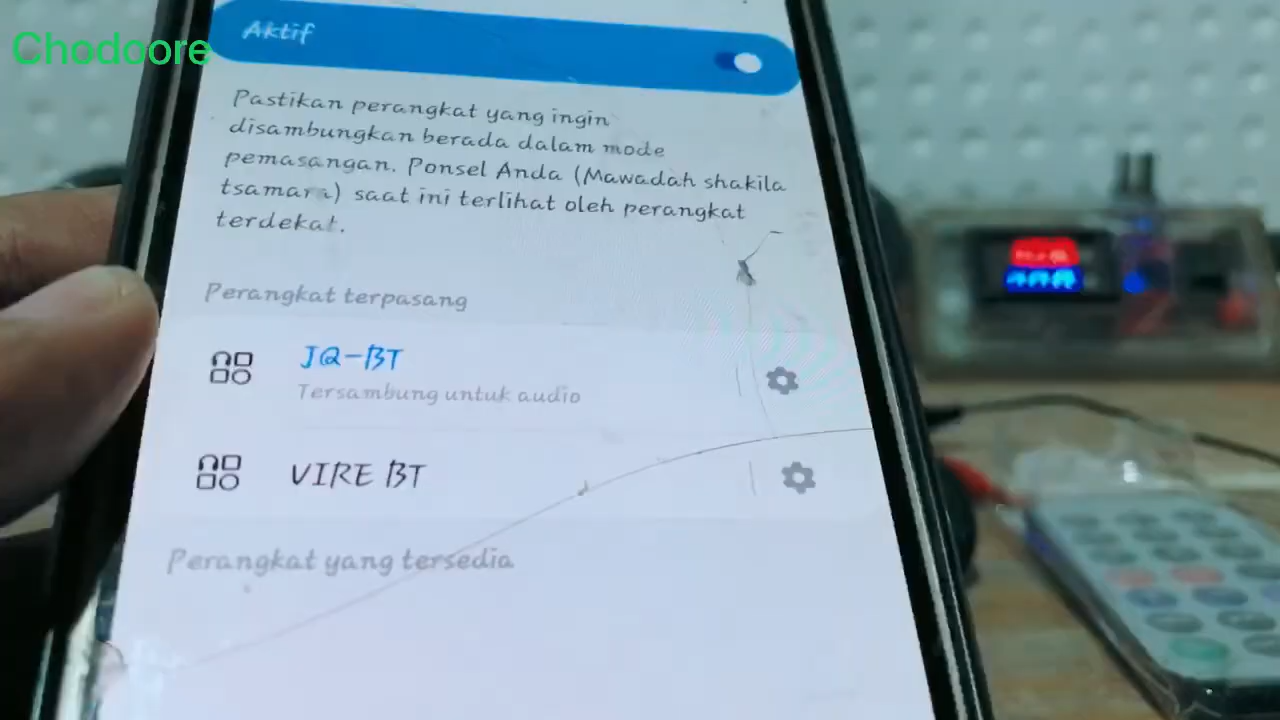 Chodoore
Aktif
Pastikan perangkat yang ingin
disambungkan berada dalam mode
pemasangan. Ponsel Anda (Mawadah shakila
tsamara) saat ini terlihat oleh perangkat
terdekat.
Perangkat terpasang
JQ-BT
Tersambung untuk audio
VIRE BT
Perangkat yang tersedia